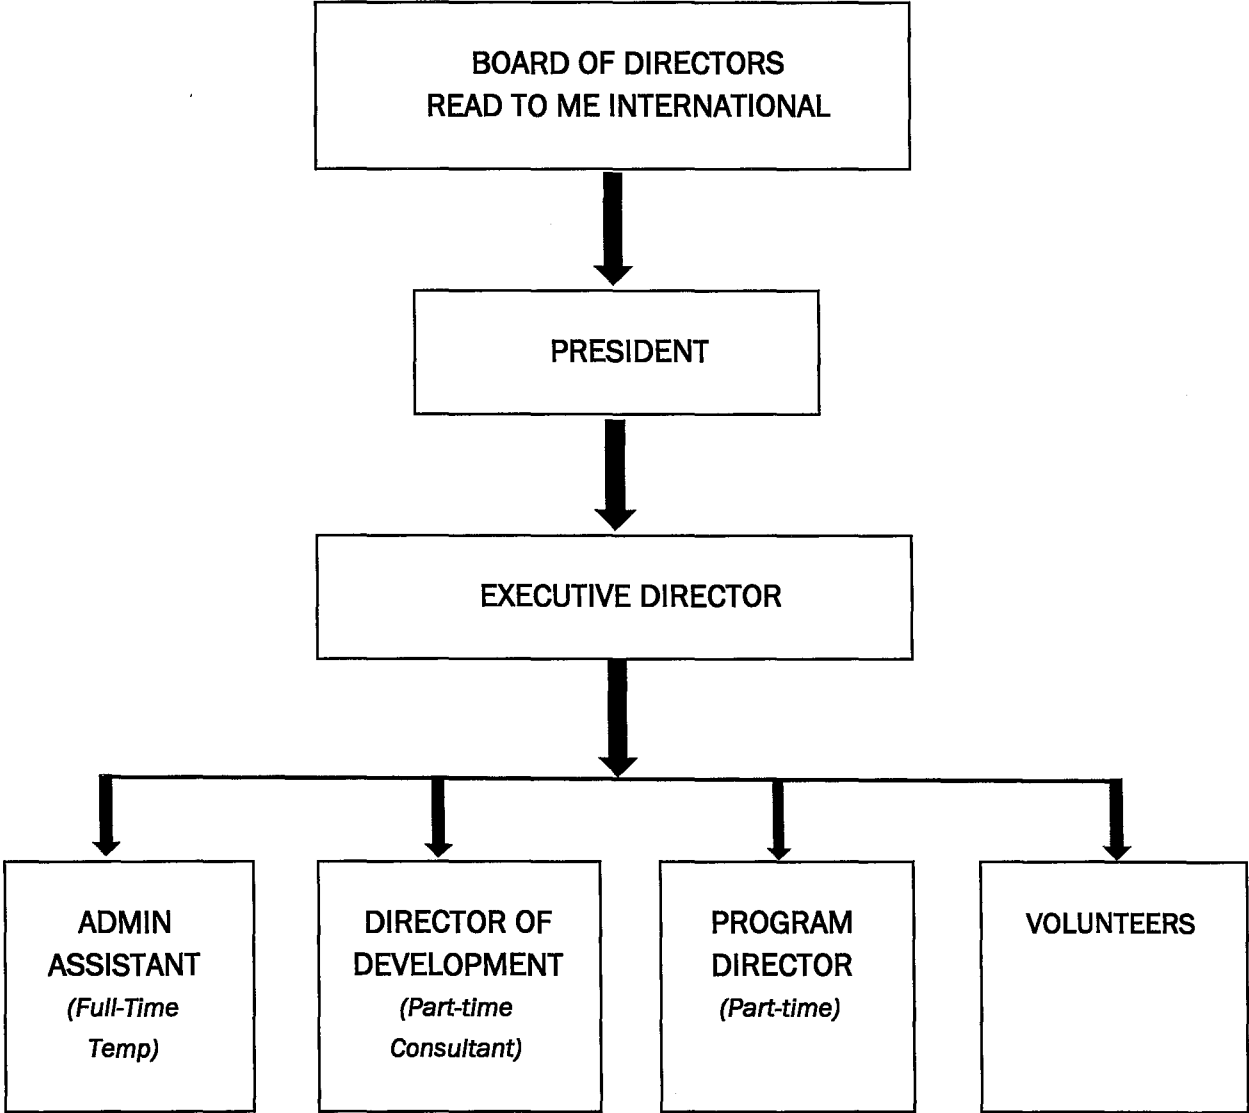 BOARD OF DIRECTORS
READ TO ME INTERNATIONAL
PRESIDENT
EXECUTIVE DIRECTOR
ADMIN
ASSISTANT
(Full-Time
Temp)
DIRECTOR OF
DEVELOPMENT
(Part-time
Consultant)
PROGRAM
DIRECTOR
(Part-time)
VOLUNTEERS